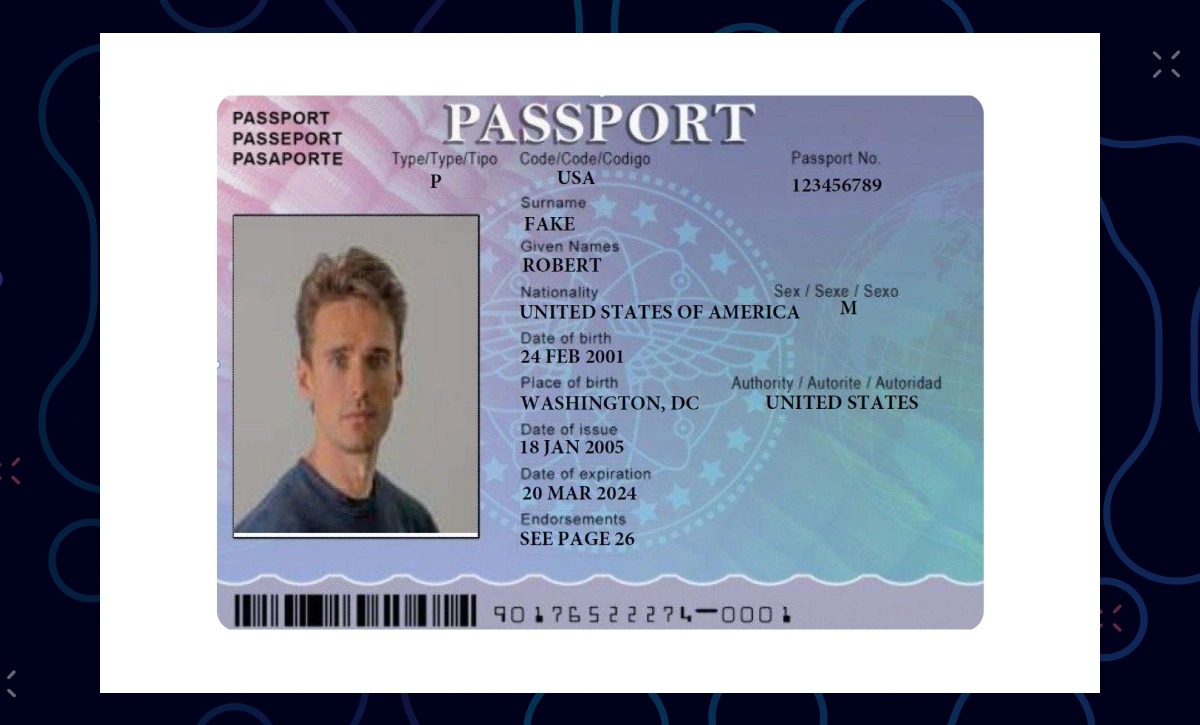 PASSPORT
PASSEPORT
PASAPORTE
PASSPORT
Type/Type/Tipo
P
Code/Code/Codigo
USA
Passport No.
123456789
Surname
FAKE
Given Names
ROBERT
Nationality
UNITED STATES OF AMERICA
Sex / Sexe / Sexo
M
Date of birth
24 FEB 2001
Place of birth
WASHINGTON, DC
Authority / Autorite / Autoridad
UNITED STATES
Date of issue
18 JAN 2005
Date of expiration
20 MAR 2024
Endorsements
SEE PAGE 26
90176522274-0001